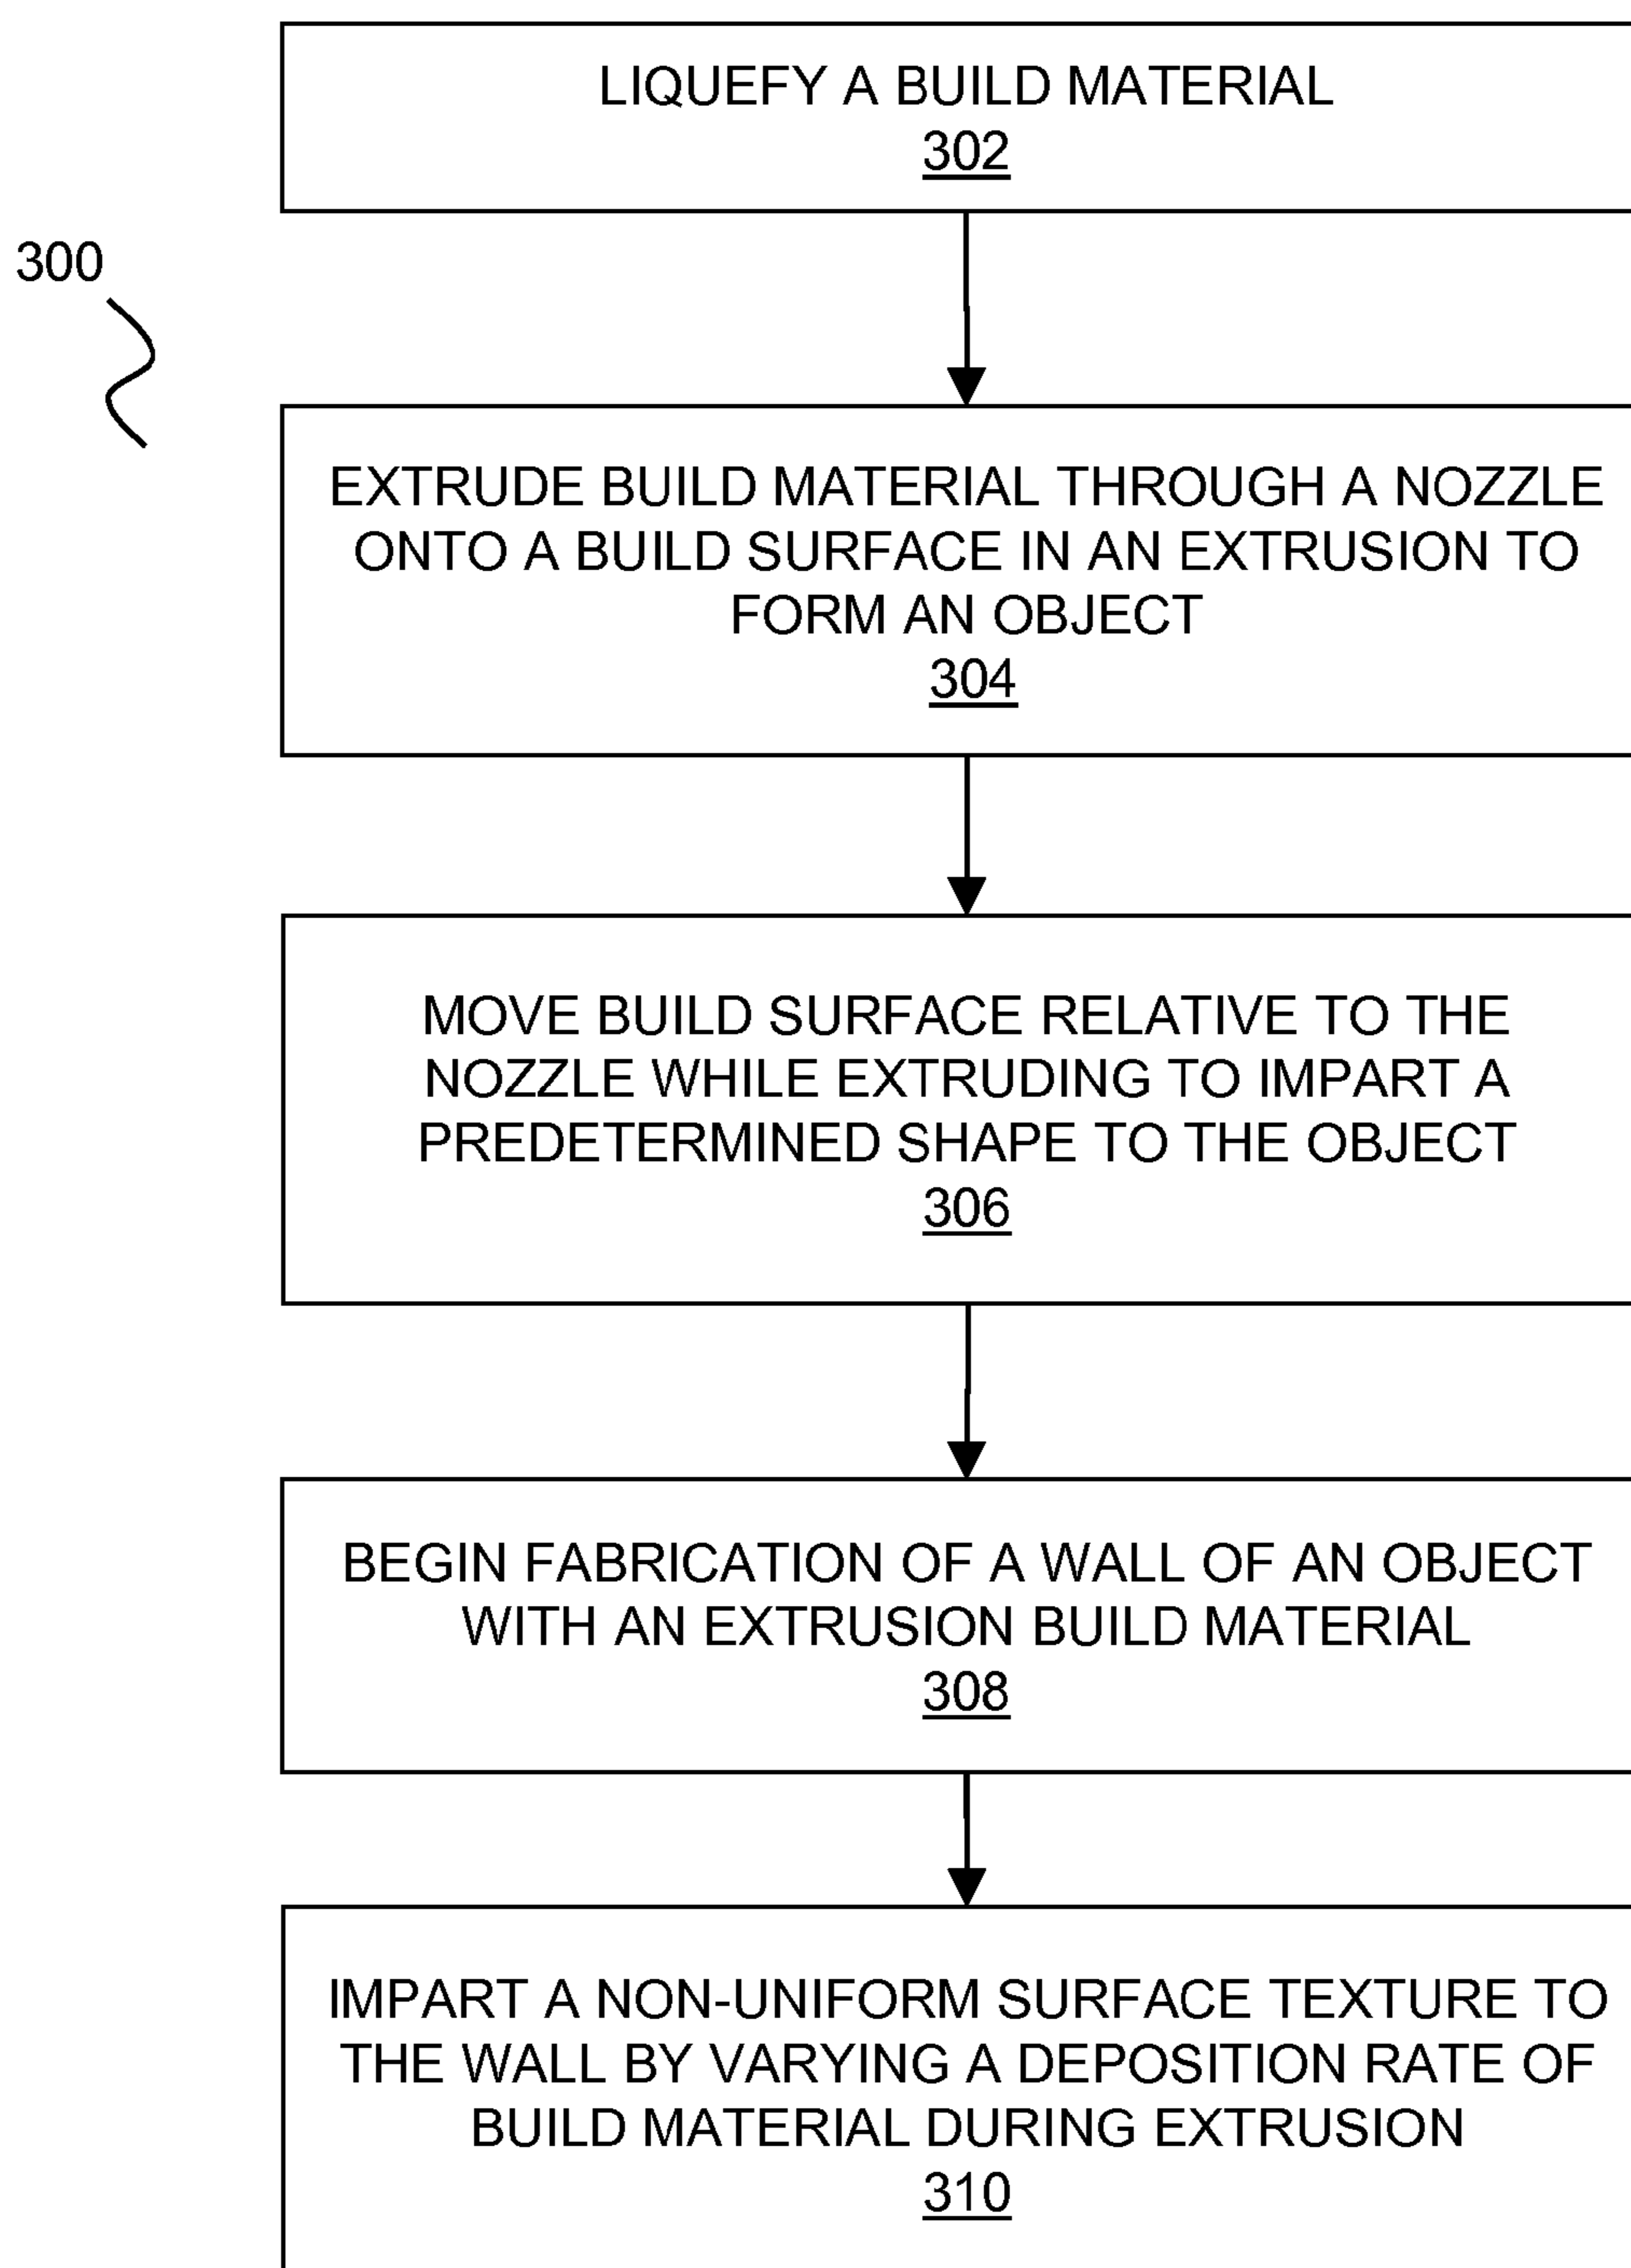 LIQUEFY A BUILD MATERIAL
302
300
EXTRUDE BUILD MATERIAL THROUGH A NOZZLE
ONTO A BUILD SURFACE IN AN EXTRUSION TO
FORM AN OBJECT
304
MOVE BUILD SURFACE RELATIVE TO THE
NOZZLE WHILE EXTRUDING TO IMPART A
PREDETERMINED SHAPE TO THE OBJECT
306
BEGIN FABRICATION OF A WALL OF AN OBJECT
WITH AN EXTRUSION BUILD MATERIAL
308
IMPART A NON-UNIFORM SURFACE TEXTURE TO
THE WALL BY VARYING A DEPOSITION RATE OF
BUILD MATERIAL DURING EXTRUSION
310